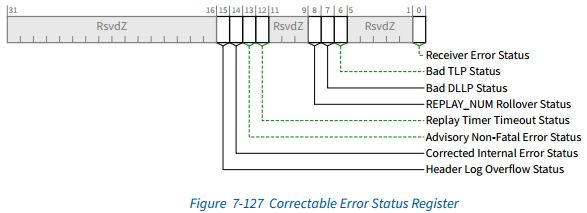 31 16 15 14 13 12 11 9 8 7 6 5 1 0
RsvdZ RsvdZ RsvdZ
Receiver Error Status
Bad TLP Status
Bad DLLP Status
REPLAY_NUM Rollover Status
Replay Timer Timeout Status
Advisory Non-Fatal Error Status
Corrected Internal Error Status
Header Log Overflow Status
Figure 7-127 Correctable Error Status Register